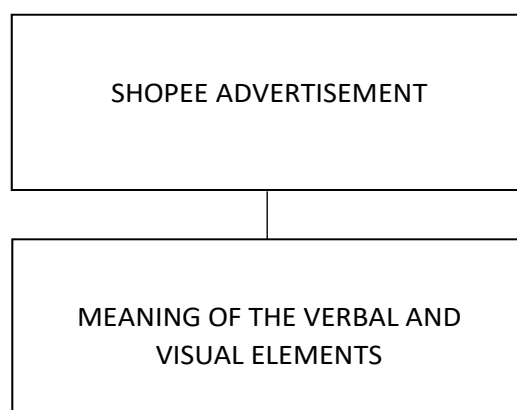 SHOPEE ADVERTISEMENT
MEANING OF THE VERBAL AND
VISUAL ELEMENTS